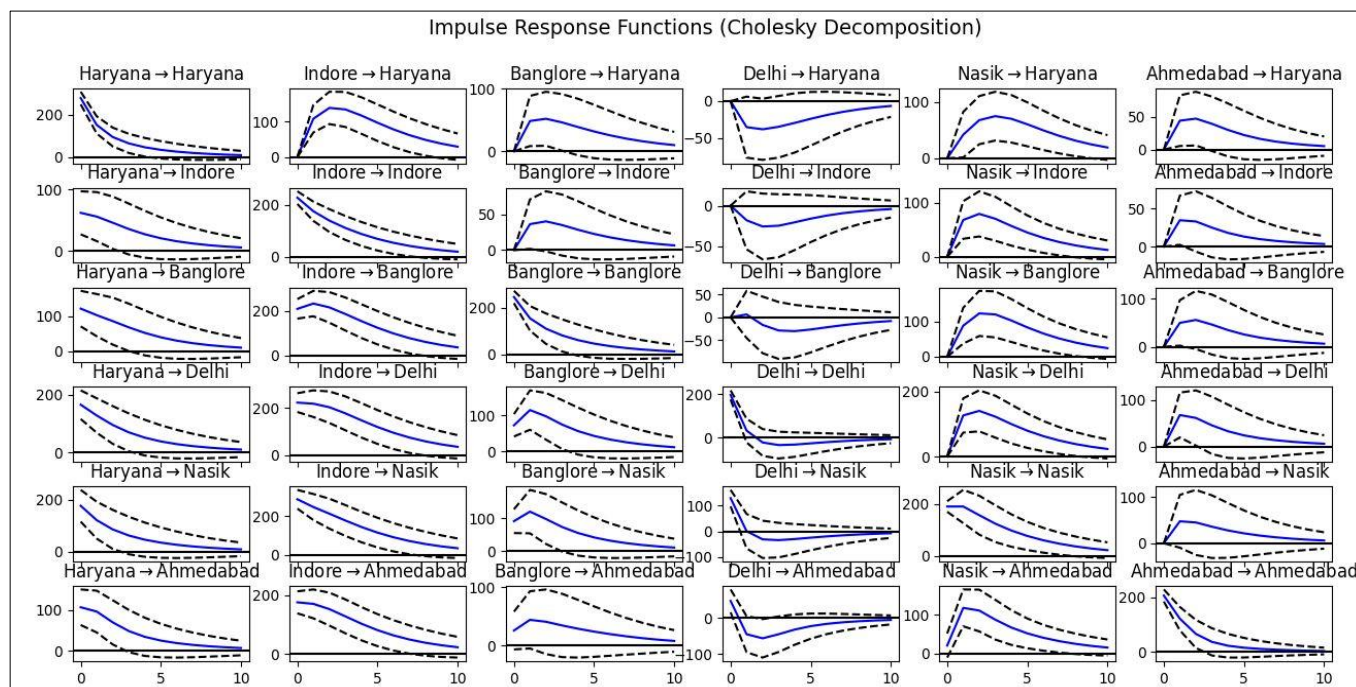 Impulse Response Functions (Cholesky Decomposition)
Haryana → Haryana Indore → Haryana Banglore → Haryana Delhi → Haryana Nasik → Haryana Ahmedabad → Haryana
200 100 0
100 0
100 0
0 −50
100 0
50 0
Haryana → Indore Indore → Indore Banglore → Indore Delhi → Indore Nasik → Indore Ahmedabad → Indore
100 0
200 0
50 0
0 −50
100 0
50 0
Haryana → Banglore Indore → Banglore Banglore → Banglore Delhi → Banglore Nasik → Banglore Ahmedabad → Banglore
100 0
200 0
200 0
50 0 −50
100 0
100 0
Haryana → Delhi Indore → Delhi Banglore → Delhi Delhi → Delhi Nasik → Delhi Ahmedabad → Delhi
200 0
200 0
100 0
200 0
200 100 0
100 0
Haryana → Nasik Indore → Nasik Banglore → Nasik Delhi → Nasik Nasik → Nasik Ahmedabad → Nasik
200 0
200 0
100 0
100 0 −100
200 0
100 0
Haryana → Ahmedabad Indore → Ahmedabad Banglore → Ahmedabad Delhi → Ahmedabad Nasik → Ahmedabad Ahmedabad → Ahmedabad
100 0
200 100 0
100 0
0 −100
100 0
200 0
0 5 10 0 5 10 0 5 10 0 5 10 0 5 10 0 5 10